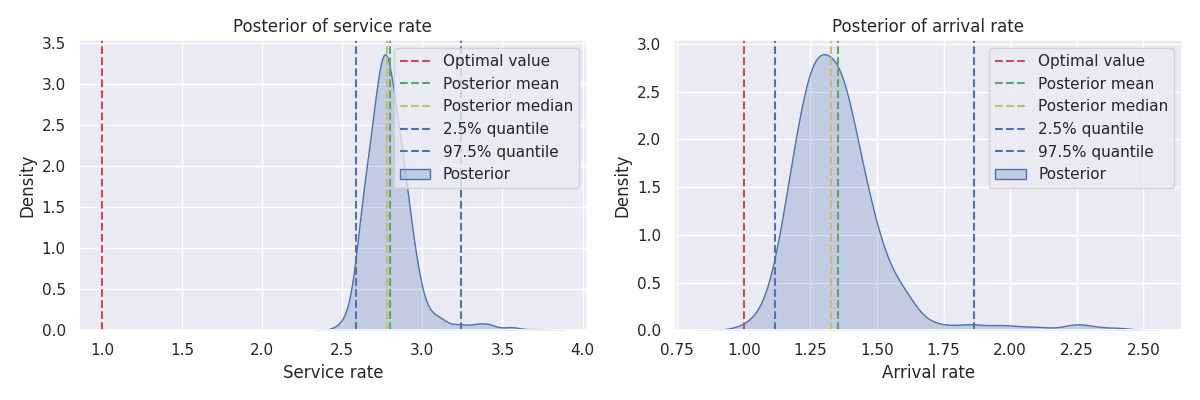 Posterior of service rate
3.5
3.0
2.5
2.0
1.5
1.0
0.5
0.0
Density
Optimal value
Posterior mean
Posterior median
2.5% quantile
97.5% quantile
Posterior
1.0 1.5 2.0 2.5 3.0 3.5 4.0
Service rate
Posterior of arrival rate
3.0
2.5
2.0
1.5
1.0
0.5
0.0
Density
Optimal value
Posterior mean
Posterior median
2.5% quantile
97.5% quantile
Posterior
0.75 1.00 1.25 1.50 1.75 2.00 2.25 2.50
Arrival rate